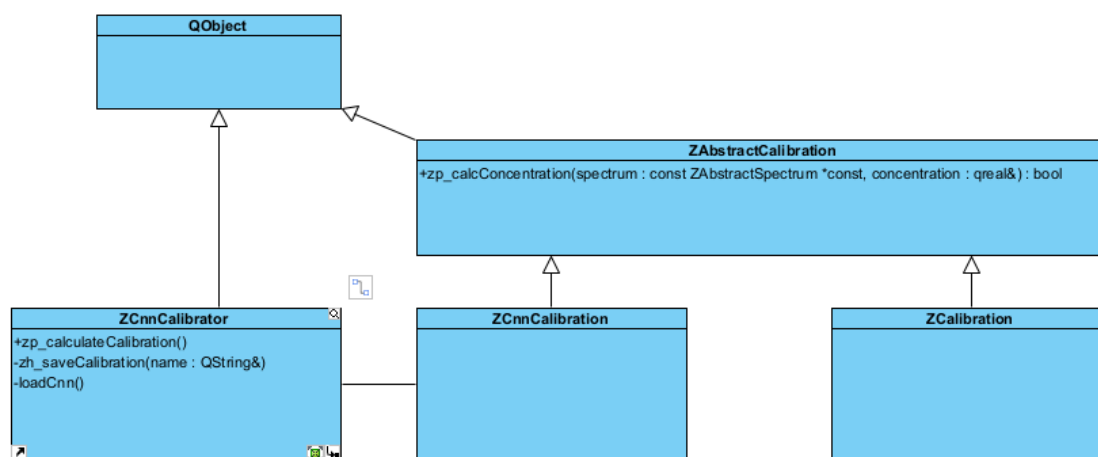 QObject
ZAbstractCalibration
+zp_calcConcentration(spectrum : const ZAbstractSpectrum *const, concentration : qreal&) : bool
ZCnnCalibrator
+zp_calculateCalibration()
-zh_saveCalibration(name : QString&)
-loadCnn()
ZCnnCalibration
ZCalibration